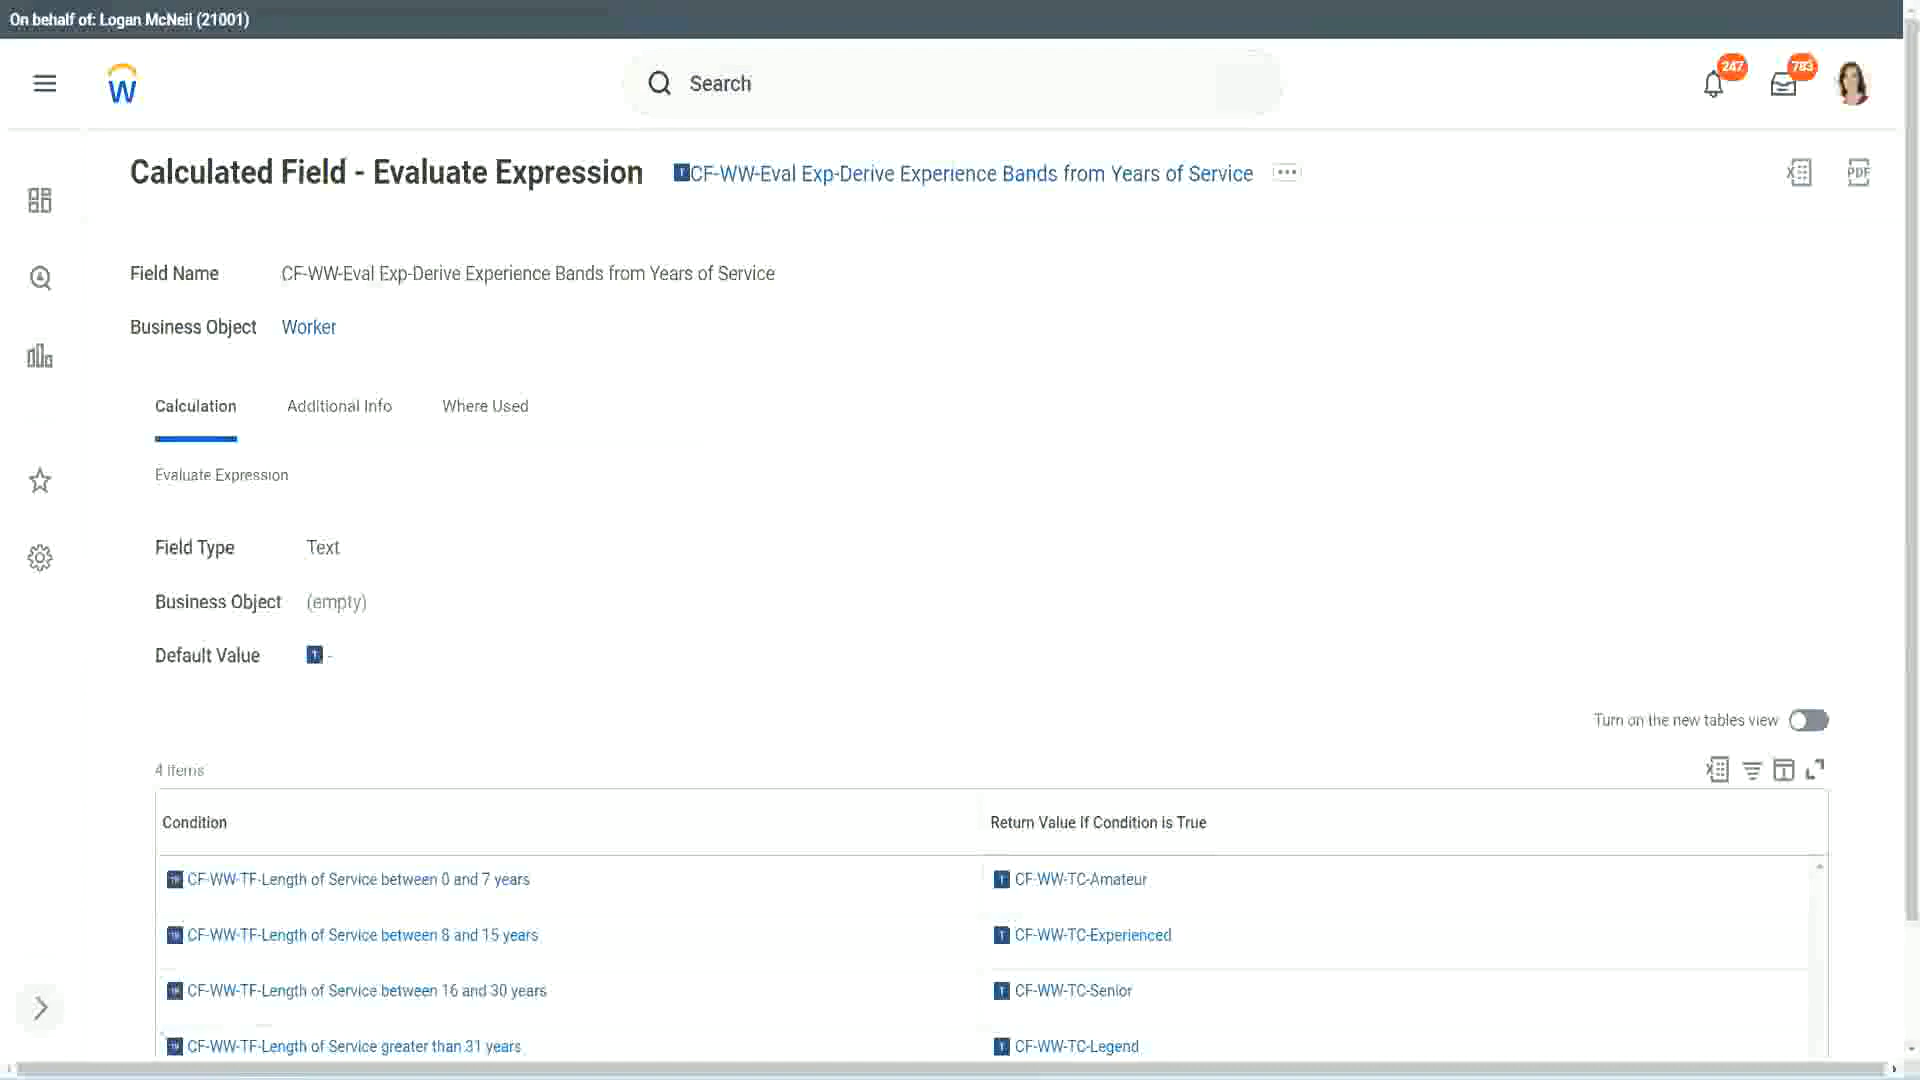 On behalf of: Logan McNeil (21001)
W
Search
247
783
Calculated Field - Evaluate Expression
CF-WW-Eval Exp-Derive Experience Bands from Years of Service
PDF
Field Name CF-WW-Eval Exp-Derive Experience Bands from Years of Service
Business Object Worker
Calculation Additional Info Where Used
Evaluate Expression
Field Type Text
Business Object (empty)
Default Value T -
Turn on the new tables view
4 items
Condition Return Value If Condition is True
CF-WW-TF-Length of Service between 0 and 7 years T CF-WW-TC-Amateur
CF-WW-TF-Length of Service between 8 and 15 years T CF-WW-TC-Experienced
CF-WW-TF-Length of Service between 16 and 30 years T CF-WW-TC-Senior
CF-WW-TF-Length of Service greater than 31 years T CF-WW-TC-Legend